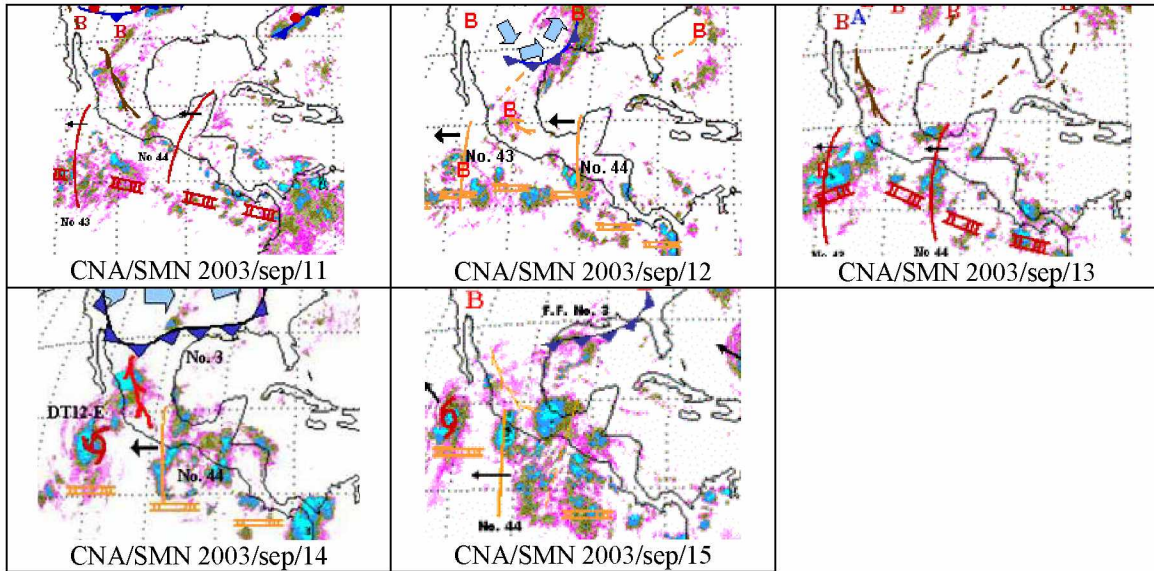 B
B
No 44
No 43
CNA/SMN 2003/sep/11
B
B
B
B
No. 43
No. 44
B
CNA/SMN 2003/sep/12
B A
B
B
No 44
CNA/SMN 2003/sep/13
No. 3
DT12-E
No. 44
CNA/SMN 2003/sep/14
B
F.F. No. 3
No. 44
CNA/SMN 2003/sep/15